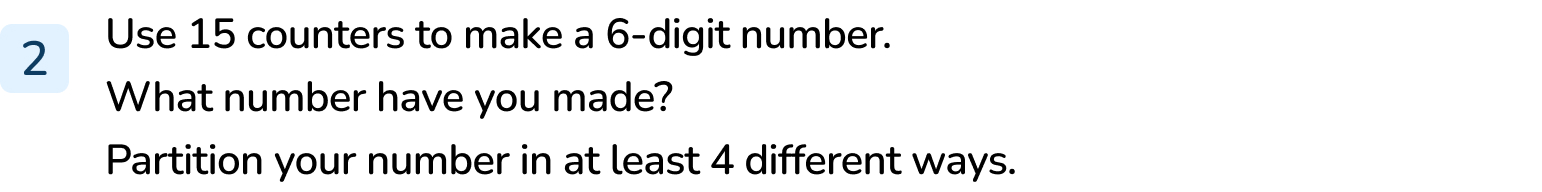 2
Use 15 counters to make a 6-digit number.
What number have you made?
Partition your number in at least 4 different ways.